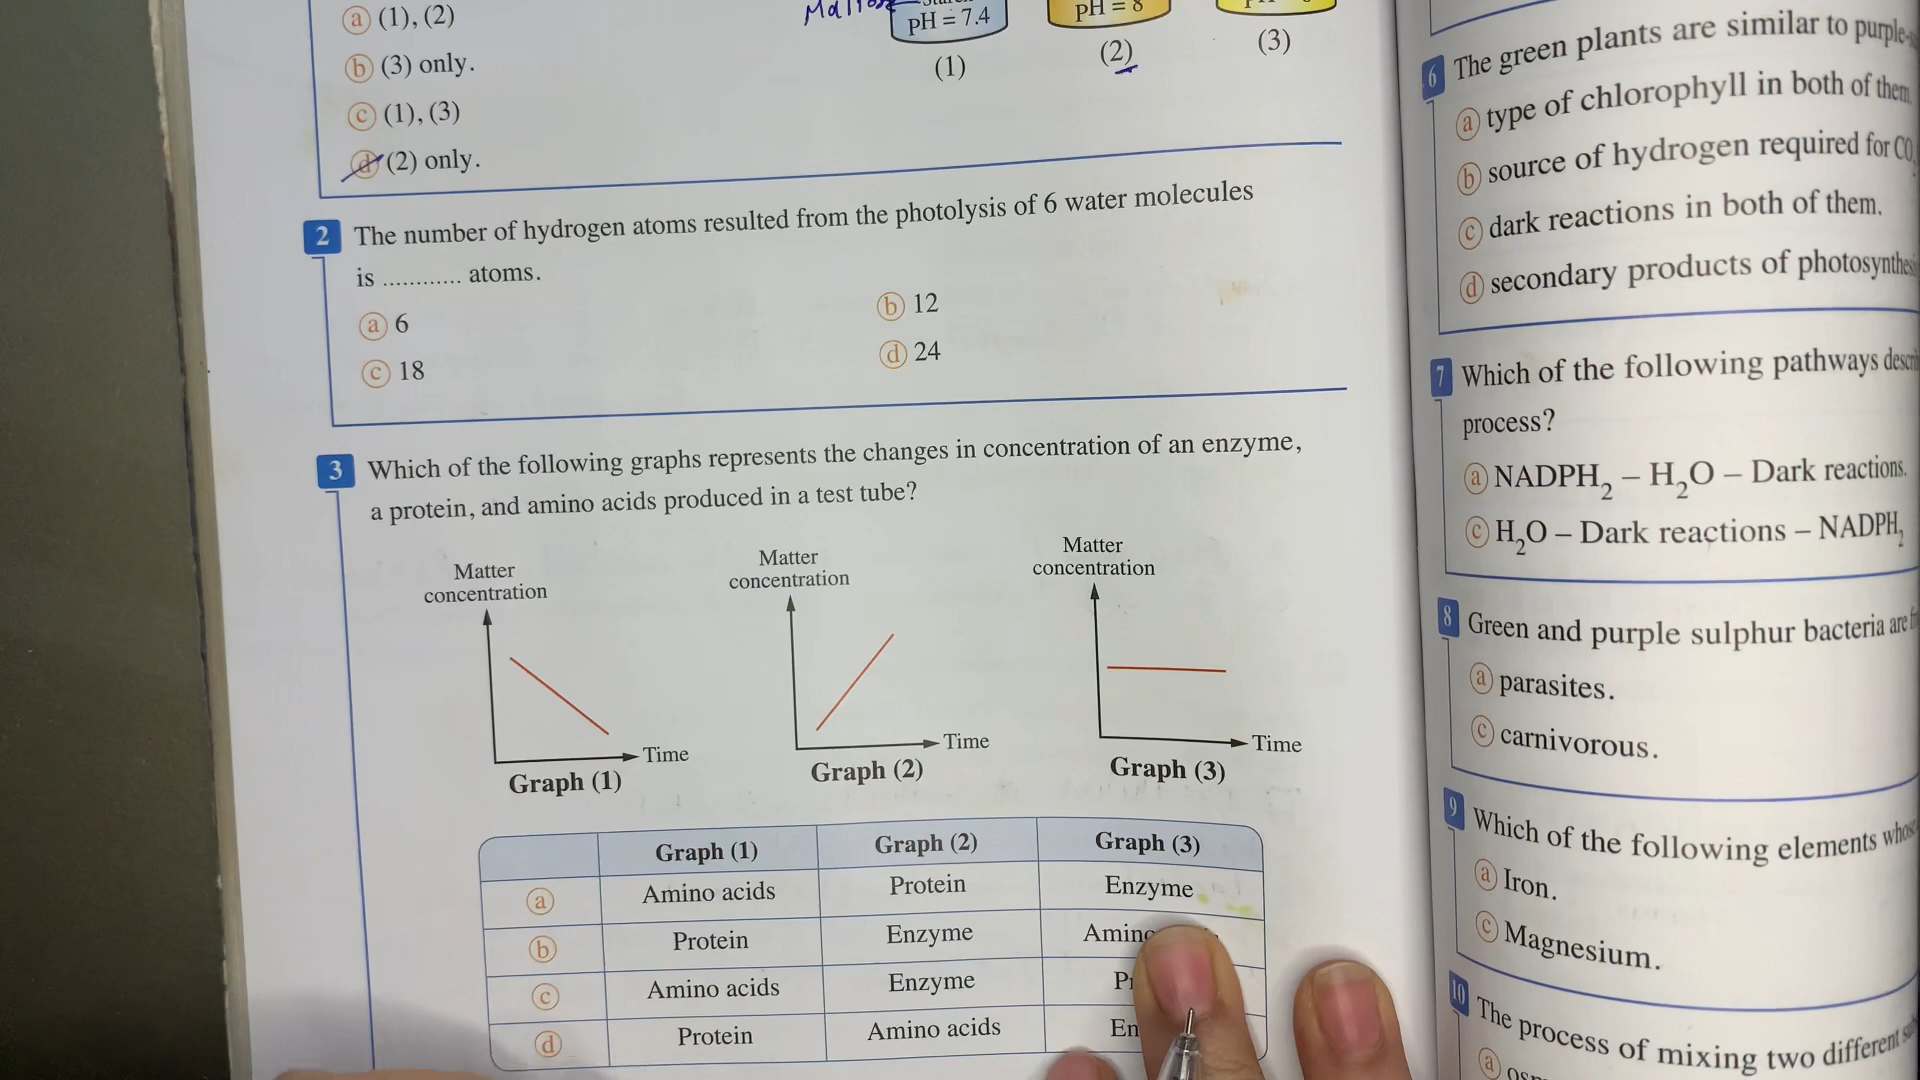 pH = 7.4
pH = 8
(1)
(2)
(3)
a (1), (2)
b (3) only.
c (1), (3)
d (2) only.
2 The number of hydrogen atoms resulted from the photolysis of 6 water molecules
is ............ atoms.
a 6
b 12
c 18
d 24
3 Which of the following graphs represents the changes in concentration of an enzyme,
a protein, and amino acids produced in a test tube?
Matter
concentration
Time
Graph (1)
Matter
concentration
Time
Graph (2)
Matter
concentration
Time
Graph (3)
Graph (1) Graph (2) Graph (3)
a Amino acids Protein Enzyme
b Protein Enzyme
c Amino acids Enzyme
d Protein Amino acids
6 The green plants are similar to
a type of chlorophyll in both of them.
b source of hydrogen required for
c dark reactions in both of them.
d secondary products of
7 Which of the following pathways
process?
a NADPH2 – H2O – Dark reactions.
c H2O – Dark reactions – NADPH2
8 Green and purple sulphur bacteria are
a parasites.
c carnivorous.
9 Which of the following elements
a Iron.
c Magnesium.
10 The process of mixing two different
a